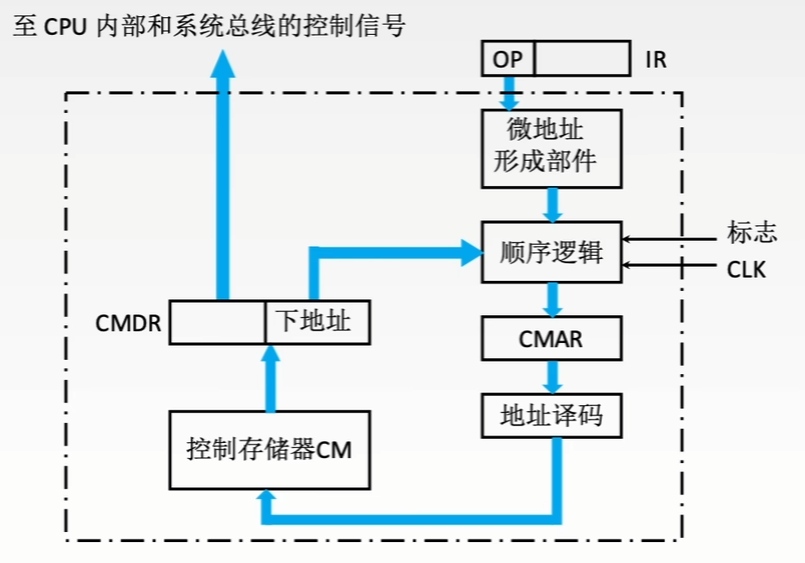 至 CPU 内部和系统总线的控制信号
OP
IR
微地址
形成部件
顺序逻辑
标志
CLK
CMDR
下地址
CMAR
地址译码
控制存储器CM